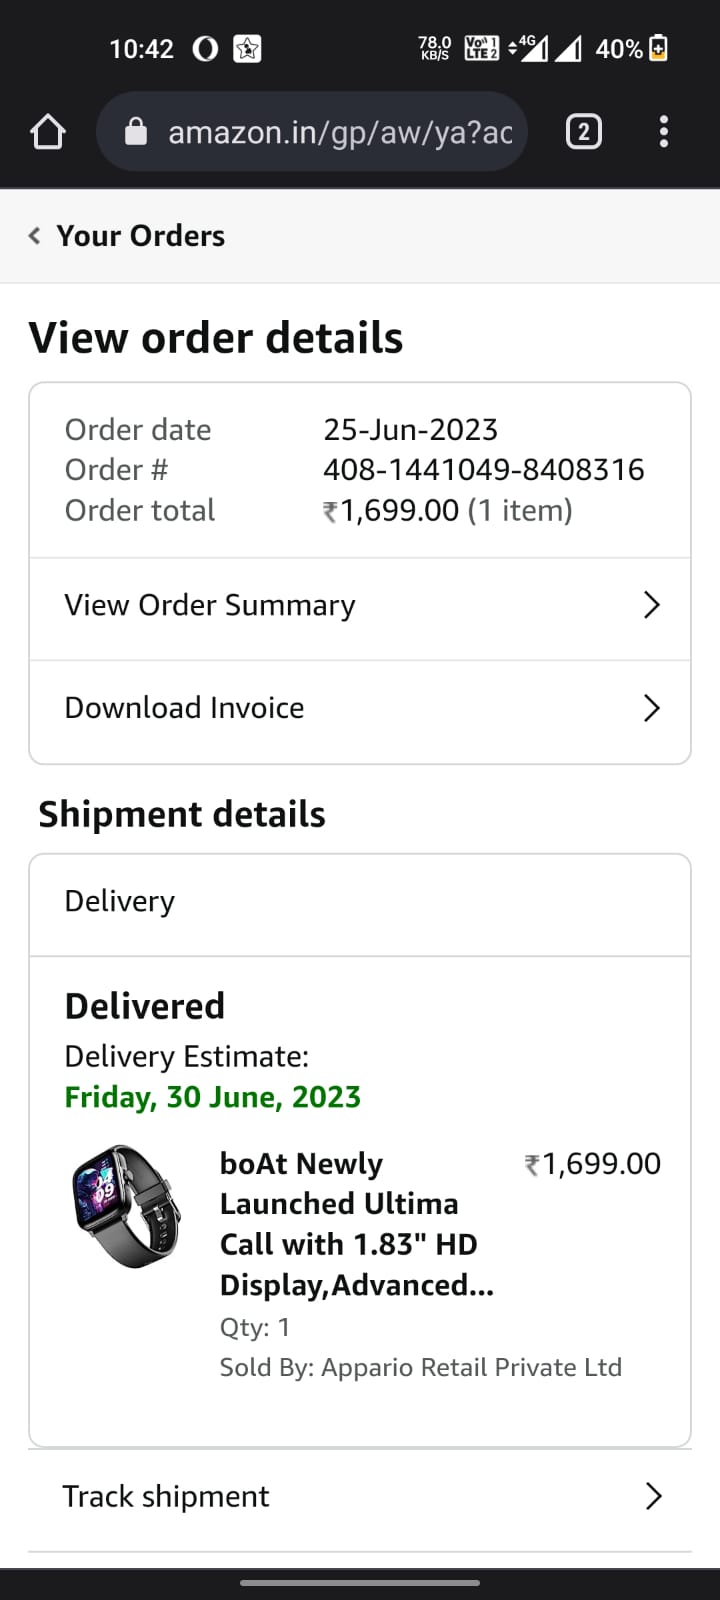 10:42
78.0
KB/S
Vo 1
LTE 2
4G
40%
amazon.in/gp/aw/ya?ac
2
Your Orders
View order details
Order date 25-Jun-2023
Order # 408-1441049-8408316
Order total ₹1,699.00 (1 item)
View Order Summary
Download Invoice
Shipment details
Delivery
Delivered
Delivery Estimate:
Friday, 30 June, 2023
boAt Newly ₹1,699.00
Launched Ultima
Call with 1.83" HD
Display,Advanced...
Qty: 1
Sold By: Appario Retail Private Ltd
Track shipment